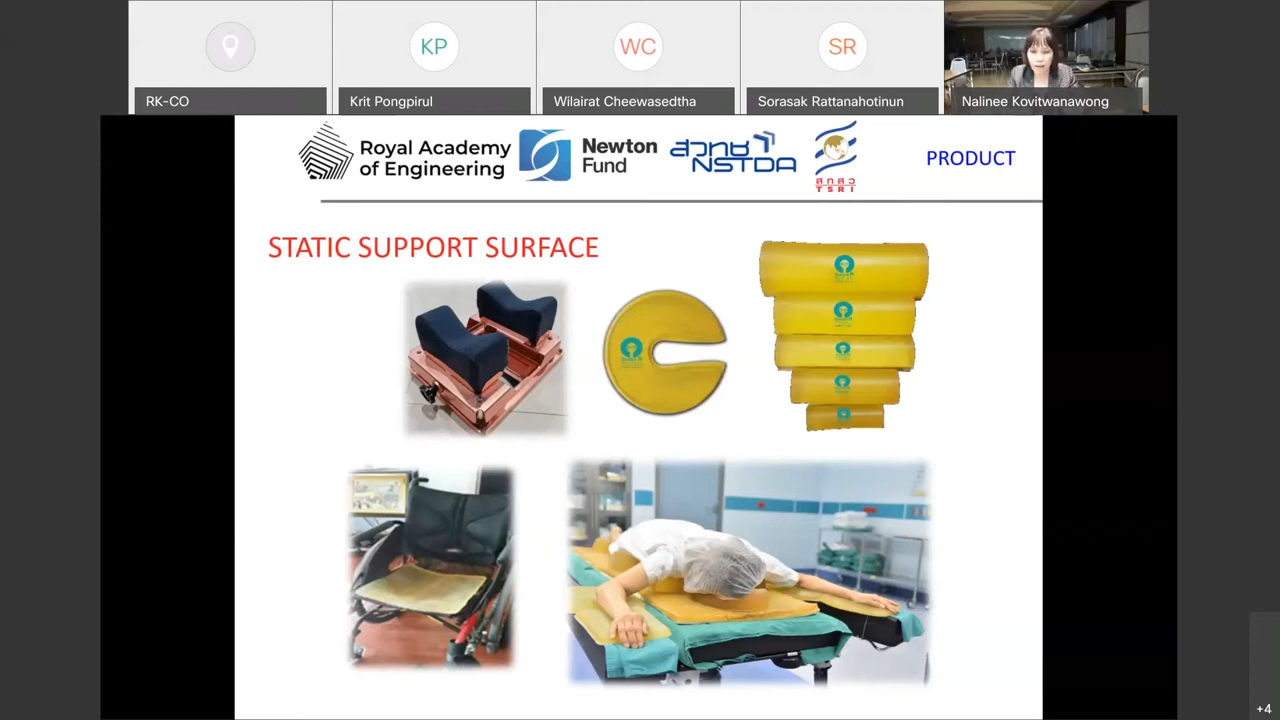 KP
WC
SR
RK-CO
Krit Pongpirul
Wilairat Cheewasedtha
Sorasak Rattanahotinun
Nalinee Kovitwanawong
Royal Academy
of Engineering
Newton
Fund
สวทช
NSTDA
สกสว
TSRI
PRODUCT
STATIC SUPPORT SURFACE
+4